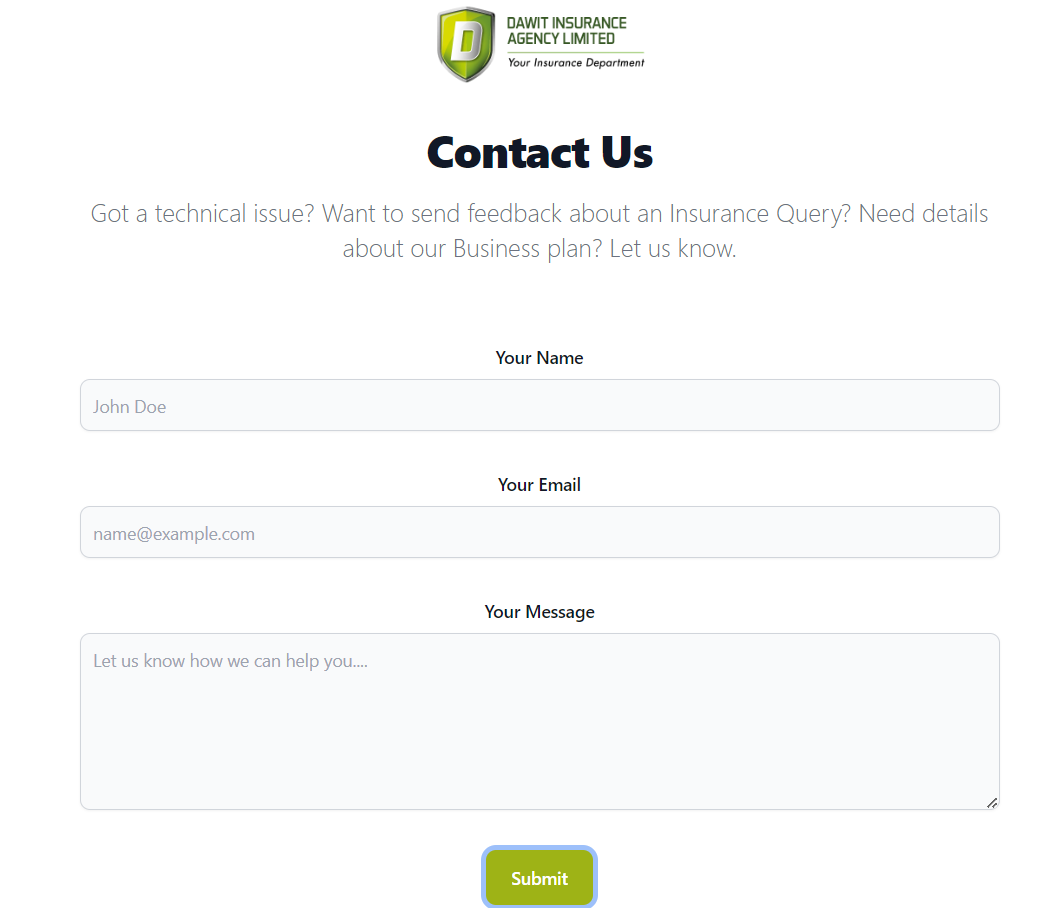 D
DAWIT INSURANCE
AGENCY LIMITED
Your Insurance Department
Contact Us
Got a technical issue? Want to send feedback about an Insurance Query? Need details
about our Business plan? Let us know.
Your Name
John Doe
Your Email
name@example.com
Your Message
Let us know how we can help you....
Submit